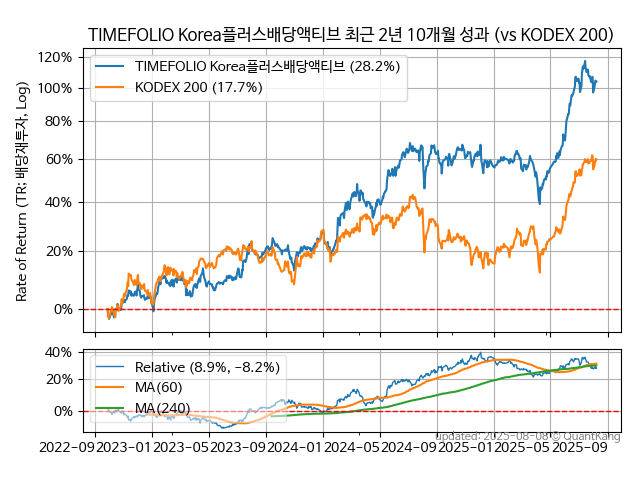 TIMEFOLIO Korea플러스배당액티브 최근 2년 10개월 성과 (vs KODEX 200)
Rate of Return (TR: 배당재투자, Log)
120%
100%
80%
60%
40%
20%
0%
TIMEFOLIO Korea플러스배당액티브 (28.2%)
KODEX 200 (17.7%)
40%
20%
0%
Relative (8.9%, −8.2%)
MA(60)
MA(240)
updated: 2025-08-08 © QuantKang
2022−09 2023−01 2023−05 2023−09 2024−01 2024−05 2024−09 2025−01 2025−05 2025−09